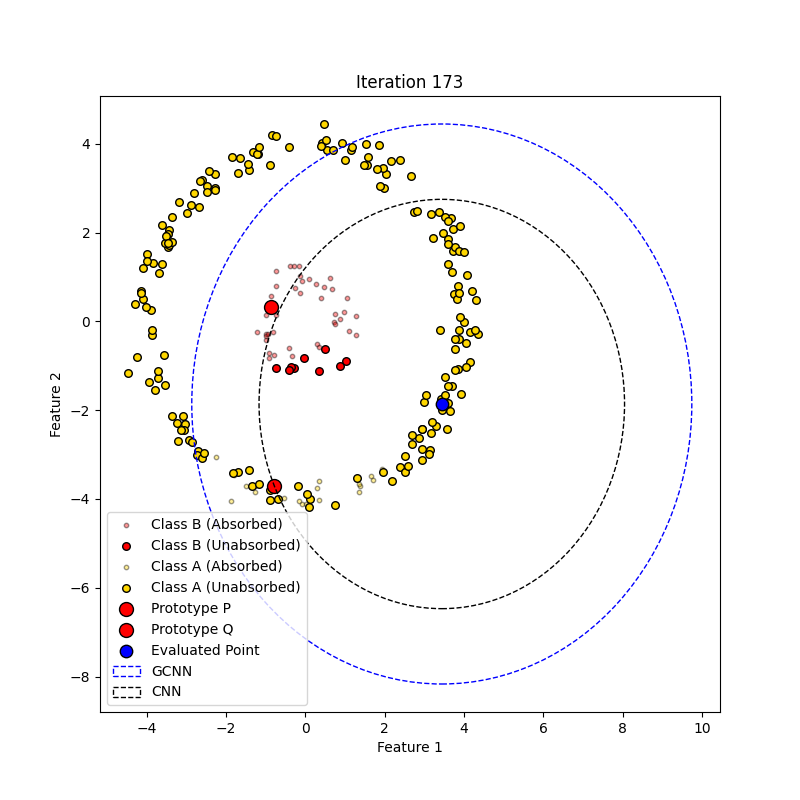 Iteration 173
Feature 2
4
2
0
−2
−4
−6
−8
Class B (Absorbed)
Class B (Unabsorbed)
Class A (Absorbed)
Class A (Unabsorbed)
Prototype P
Prototype Q
Evaluated Point
GCNN
CNN
−4 −2 0 2 4 6 8 10
Feature 1